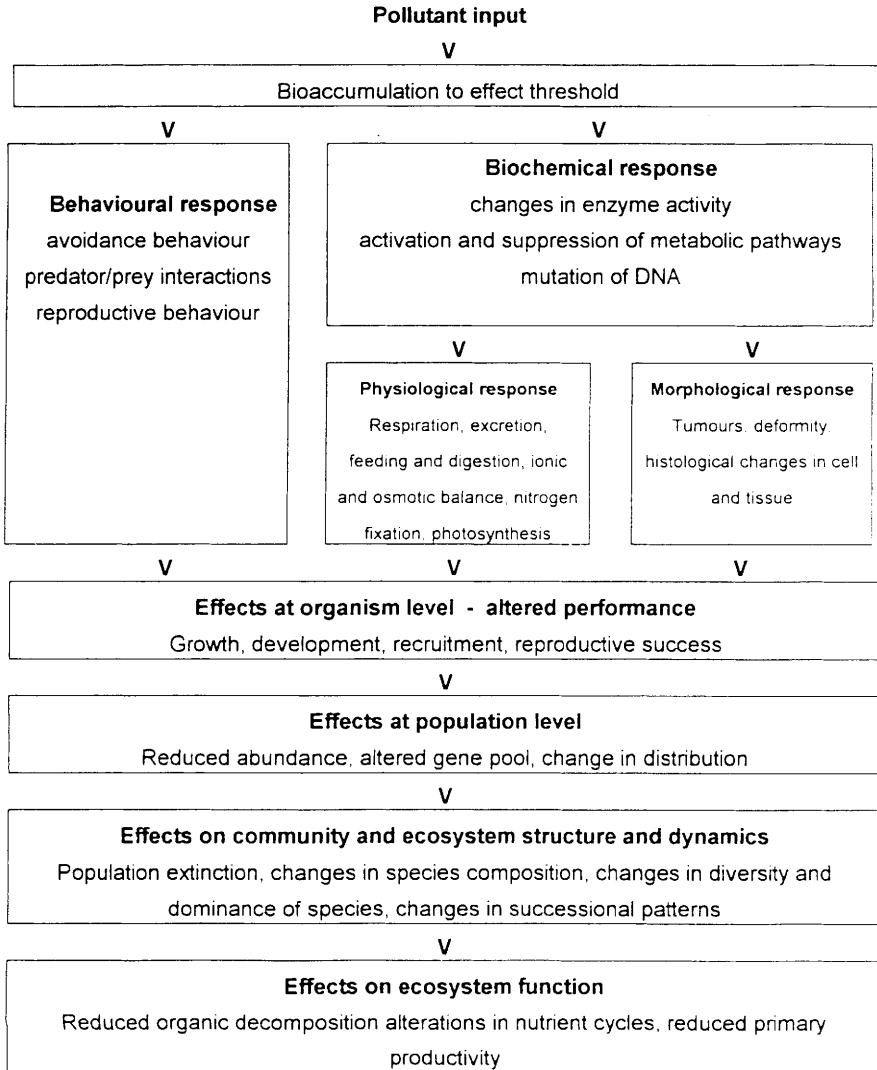 Pollutant input
V
Bioaccumulation to effect threshold
V
V
Behavioural response
avoidance behaviour
predator/prey interactions
reproductive behaviour
Biochemical response
changes in enzyme activity
activation and suppression of metabolic pathways
mutation of DNA
V
V
Physiological response
Respiration, excretion,
feeding and digestion, ionic
and osmotic balance, nitrogen
fixation, photosynthesis
Morphological response
Tumours, deformity,
histological changes in cell
and tissue
V
V
V
Effects at organism level - altered performance
Growth, development, recruitment, reproductive success
V
Effects at population level
Reduced abundance, altered gene pool, change in distribution
V
Effects on community and ecosystem structure and dynamics
Population extinction, changes in species composition, changes in diversity and
dominance of species, changes in successional patterns
V
Effects on ecosystem function
Reduced organic decomposition alterations in nutrient cycles, reduced primary
productivity